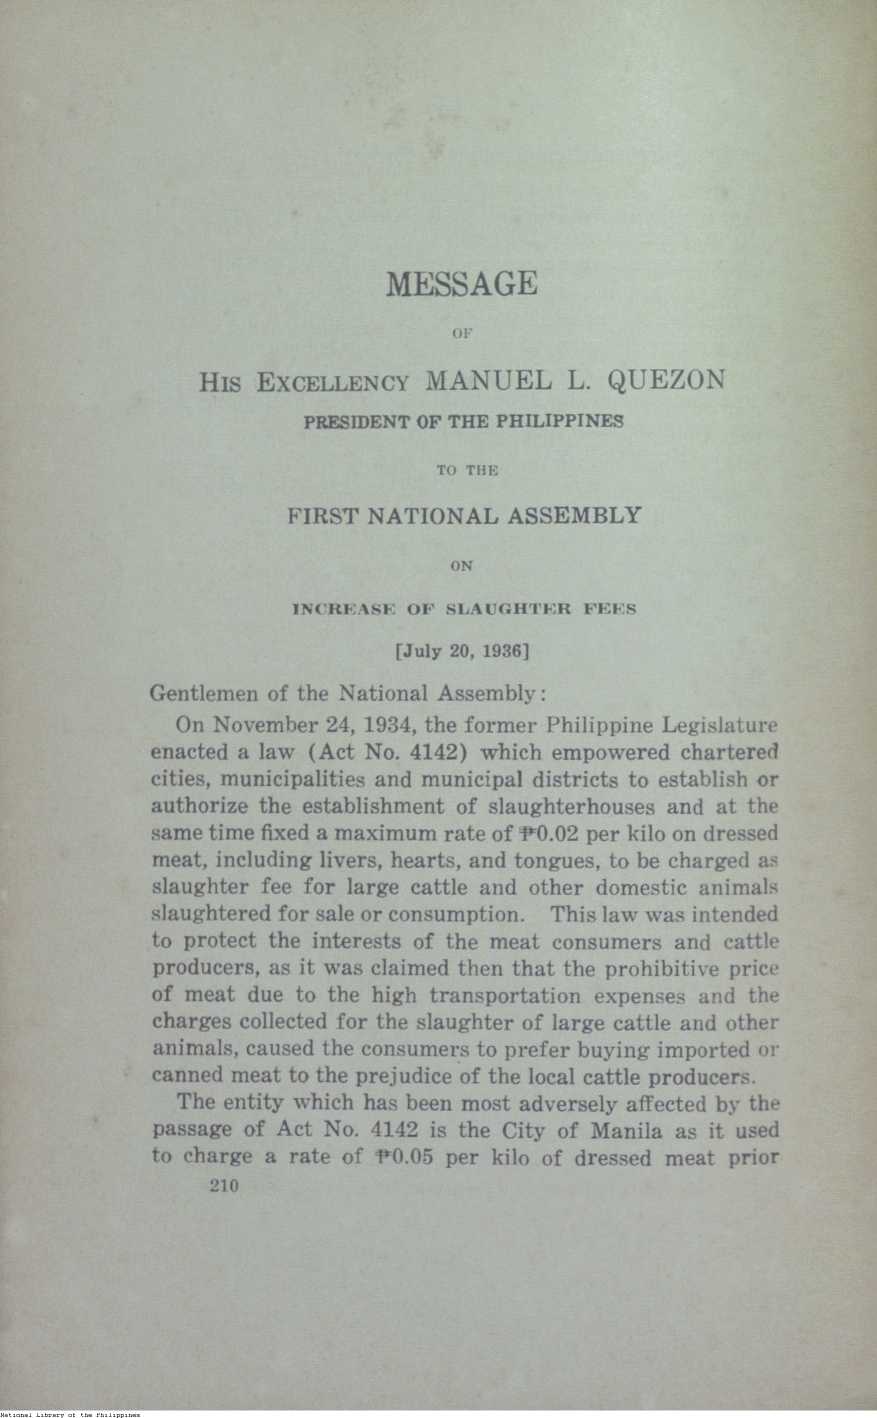 MESSAGE
OF
HIS EXCELLENCY MANUEL L. QUEZON
PRESIDENT OF THE PHILIPPINES
TO THE
FIRST NATIONAL ASSEMBLY
ON
INCREASE OF SLAUGHTER FEES
[July 20, 1936]
Gentlemen of the National Assembly:
On November 24, 1934, the former Philippine Legislature
enacted a law (Act No. 4142) which empowered chartered
cities, municipalities and municipal districts to establish or
authorize the establishment of slaughterhouses and at the
same time fixed a maximum rate of ₱0.02 per kilo on dressed
meat, including livers, hearts, and tongues, to be charged as
slaughter fee for large cattle and other domestic animals
slaughtered for sale or consumption. This law was intended
to protect the interests of the meat consumers and cattle
producers, as it was claimed then that the prohibitive price
of meat due to the high transportation expenses and the
charges collected for the slaughter of large cattle and other
animals, caused the consumers to prefer buying imported or
canned meat to the prejudice of the local cattle producers.
The entity which has been most adversely affected by the
passage of Act No. 4142 is the City of Manila as it used
to charge a rate of ₱0.05 per kilo of dressed meat prior
210
National Library of the Philippines